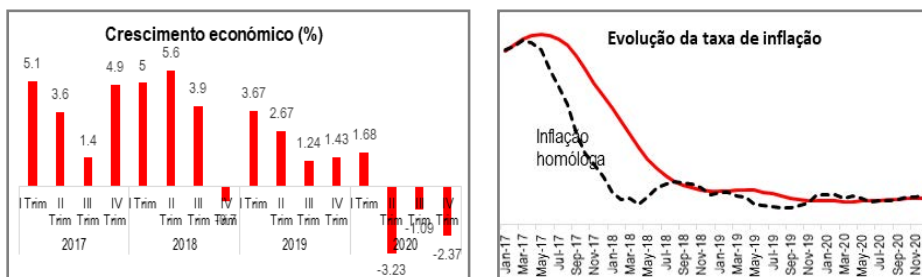 Crescimento económico (%)
5.1
3.6
1.4
4.9
5
5.6
3.9
3.67
2.67
1.24
1.43
1.68
-3.23
-1.09
-2.37
I Trim
II Trim
III Trim
IV Trim
I Trim
II Trim
III Trim
IV
I Trim
II Trim
III Trim
IV Trim
I Trim
II
III
IV
2017
2018
2019
2020
Evolução da taxa de inflação
Inflação
homóloga
Jan-17
Mar-17
May-17
Jul-17
Sep-17
Nov-17
Jan-18
Mar-18
May-18
Jul-18
Sep-18
Nov-18
Jan-19
Mar-19
May-19
Jul-19
Sep-19
Nov-19
Jan-20
Mar-20
May-20
Jul-20
Sep-20
Nov-20